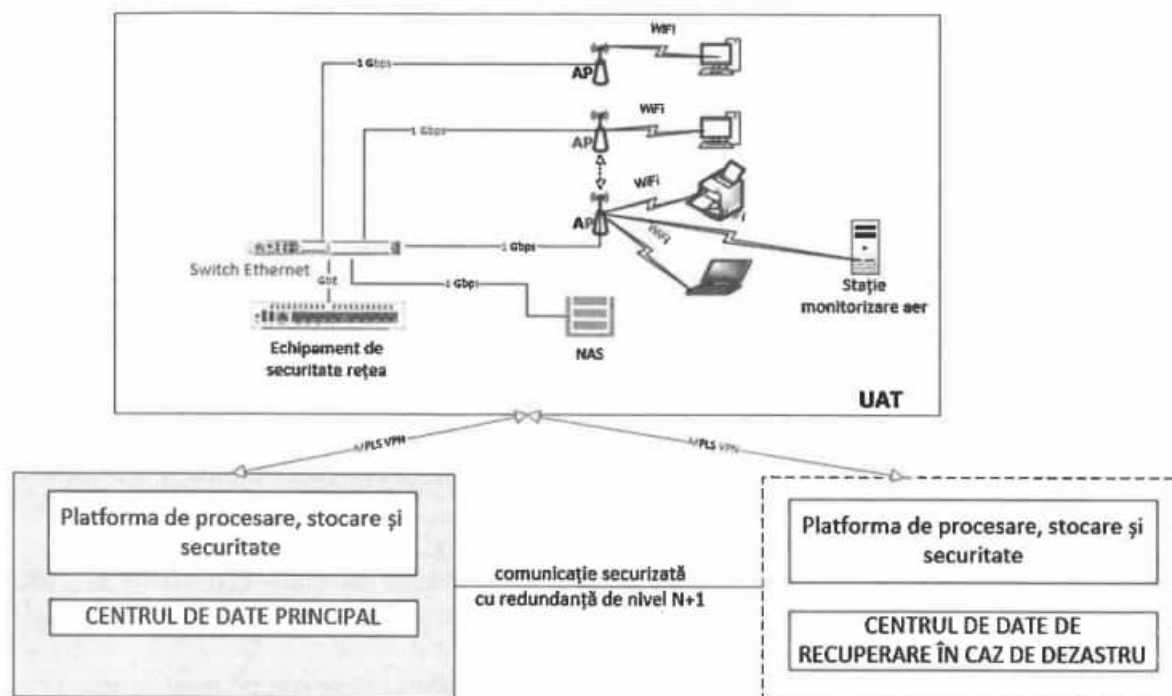 WiFi
1 Gbps
AP
WiFi
1 Gbps
AP
WiFi
AP
WiFi
1 Gbps
Switch Ethernet
GbE
1 Gbps
Stație
monitorizare aer
Echipament de
securitate rețea
NAS
UAT
MPLS VPN
MPLS VPN
Platforma de procesare, stocare și
securitate
CENTRUL DE DATE PRINCIPAL
comunicație securizată
cu redundanță de nivel N+1
Platforma de procesare, stocare și
securitate
CENTRUL DE DATE DE
RECUPERARE ÎN CAZ DE DEZASTRU